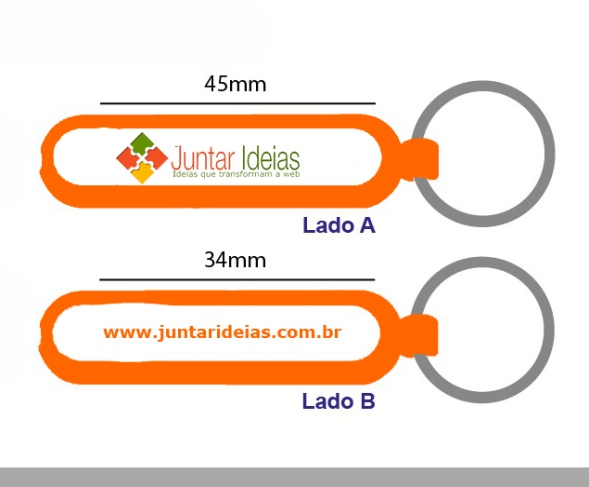 45mm
Juntar Ideias
Ideias que transformam a web
Lado A
34mm
www.juntarideias.com.br
Lado B